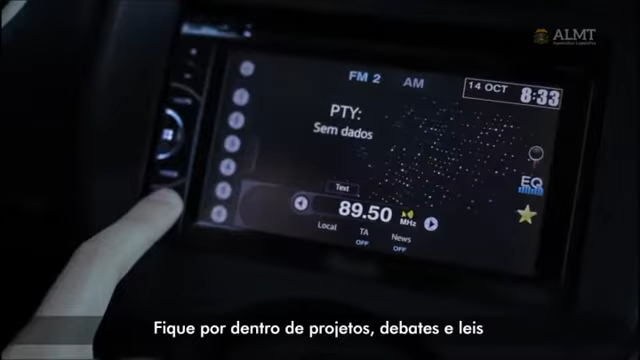 ALMT
FM 2 AM
14 OCT 8:33
PTY:
Sem dados
EQ
Text
89.50 MHz
Local TA News
OFF OFF
Fique por dentro de projetos, debates e leis